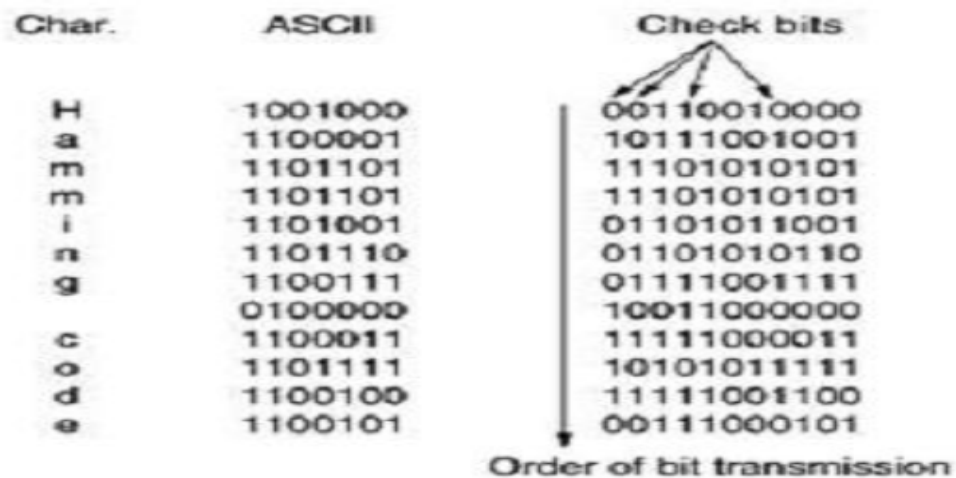 Char. ASCII Check bits
H 1001000 00110010000
a 1100001 10111001001
m 1101101 11101010101
m 1101101 11101010101
i 1101001 01101011001
n 1101110 01101010110
g 1100111 01111001111
0100000 10011000000
c 1100011 11111000011
o 1101111 10101011111
d 1100100 11111001100
e 1100101 00111000101
Order of bit transmission